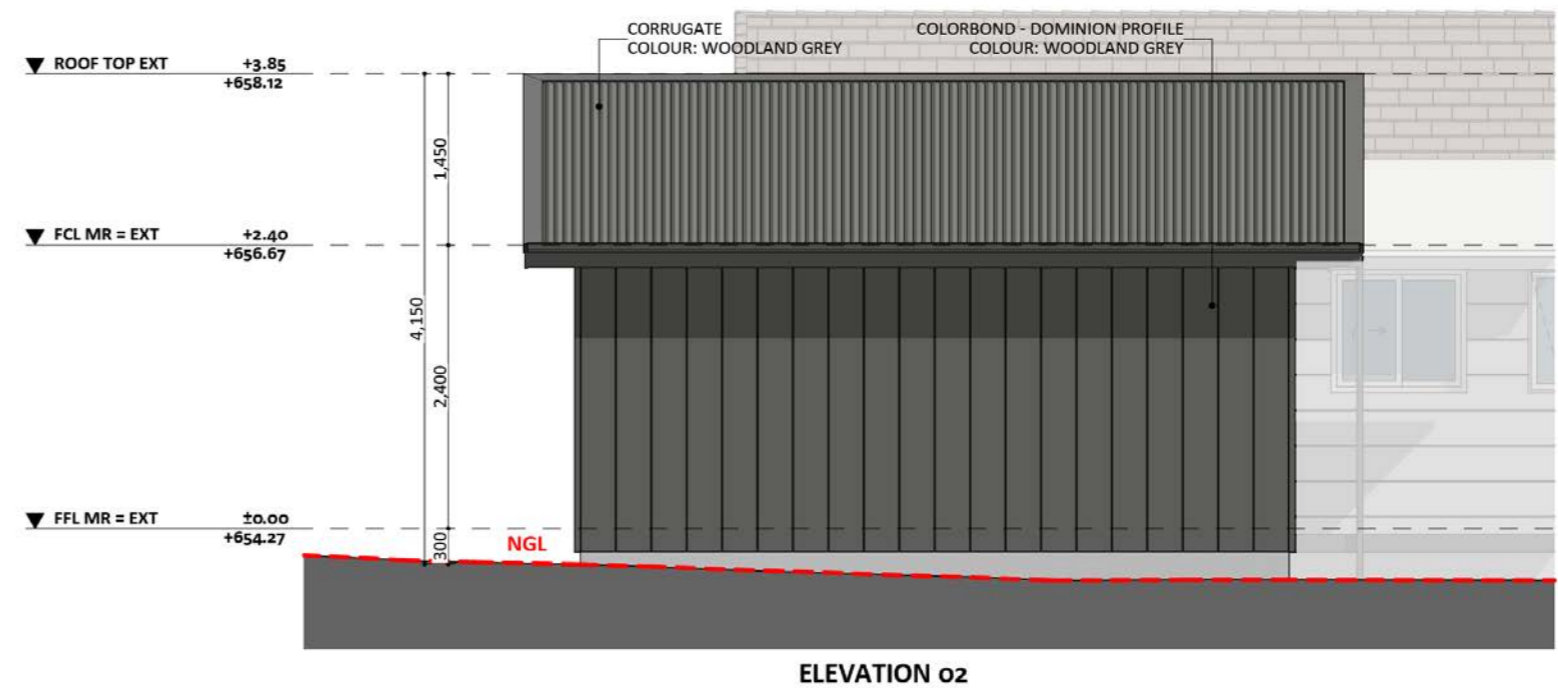 CORRUGATE
COLOUR: WOODLAND GREY
COLORBOND - DOMINION PROFILE
COLOUR: WOODLAND GREY
ROOF TOP EXT +3.85
+658.12
1,450
FCL MR = EXT +2.40
+656.67
4,150
2,400
FFL MR = EXT ±0.00
+654.27
300
NGL
ELEVATION 02